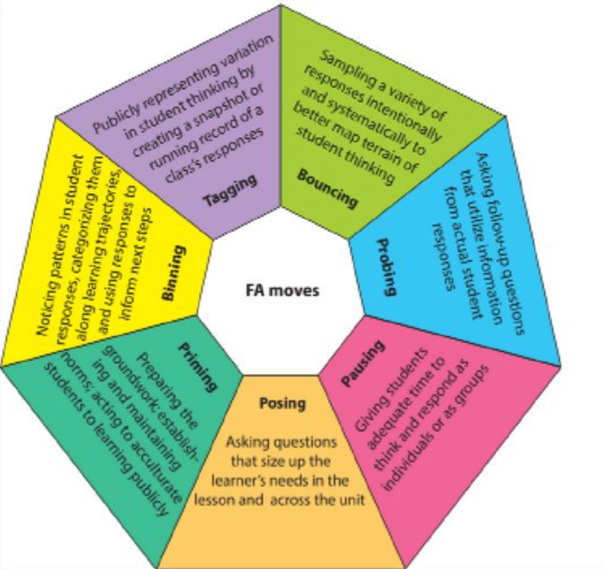 FA moves
Publicly representing variation
in student thinking by
creating a snapshot or
running record of a
class's responses
Tagging
Sampling a variety of
responses intentionally
and systematically to
better map terrain of
student thinking
Bouncing
Asking follow-up questions
that utilize information
from actual student
responses
Probing
Giving students
adequate time to
think and respond as
individuals or as groups
Pausing
Posing
Asking questions
that size up the
learner's needs in the
lesson and across the unit
Priming
Preparing the
groundwork; establish-
ing and maintaining
norms; acting to acculturate
students to learning publicly
Noticing patterns in student
responses, categorizing them
along learning trajectories,
and using responses to
inform next steps
Binning